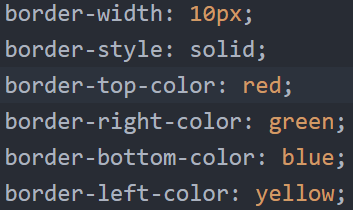 border-width: 10px;
border-style: solid;
border-top-color: red;
border-right-color: green;
border-bottom-color: blue;
border-left-color: yellow;